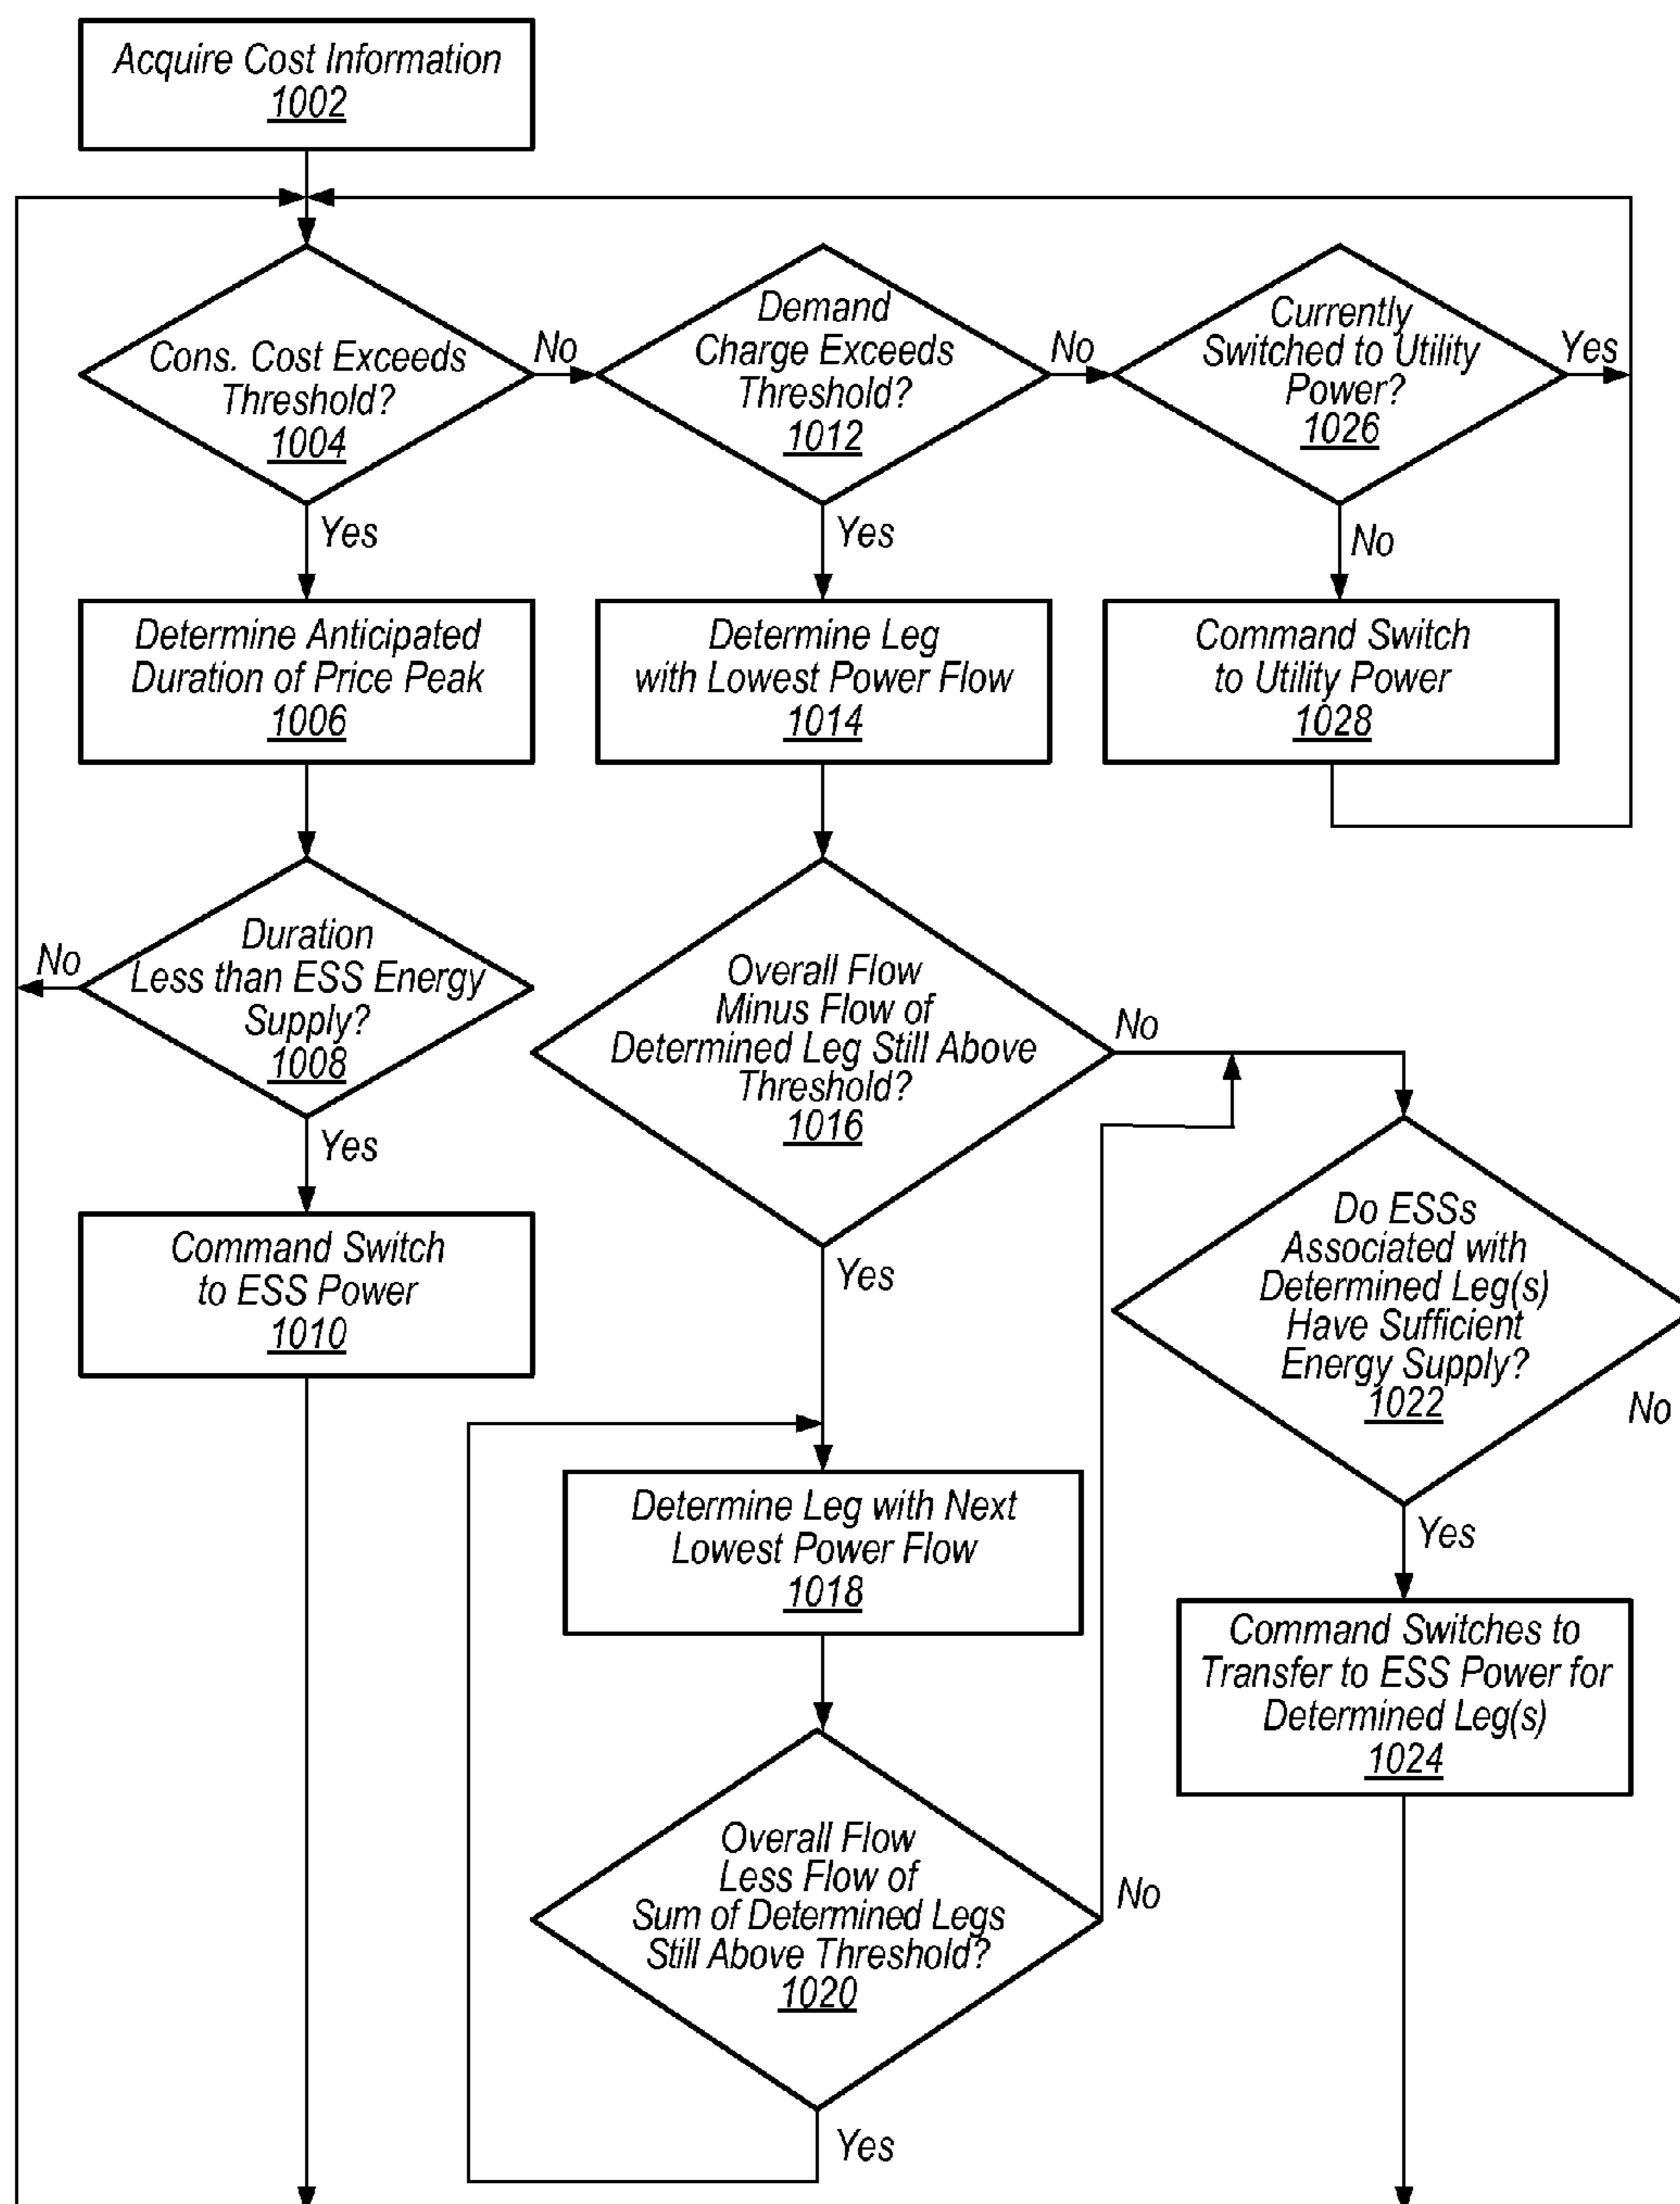 Acquire Cost Information
1002
Cons. Cost Exceeds
Threshold?
1004
No
Demand
Charge Exceeds
Threshold?
1012
No
Currently
Switched to Utility
Power?
1026
Yes
Yes
Yes
No
Determine Anticipated
Duration of Price Peak
1006
Determine Leg
with Lowest Power Flow
1014
Command Switch
to Utility Power
1028
No
Duration
Less than ESS Energy
Supply?
1008
Yes
Overall Flow
Minus Flow of
Determined Leg Still Above
Threshold?
1016
No
Yes
Command Switch
to ESS Power
1010
Do ESSs
Associated with
Determined Leg(s)
Have Sufficient
Energy Supply?
1022
No
Yes
Determine Leg with Next
Lowest Power Flow
1018
Command Switches to
Transfer to ESS Power for
Determined Leg(s)
1024
Overall Flow
Less Flow of
Sum of Determined Legs
Still Above Threshold?
1020
No
Yes